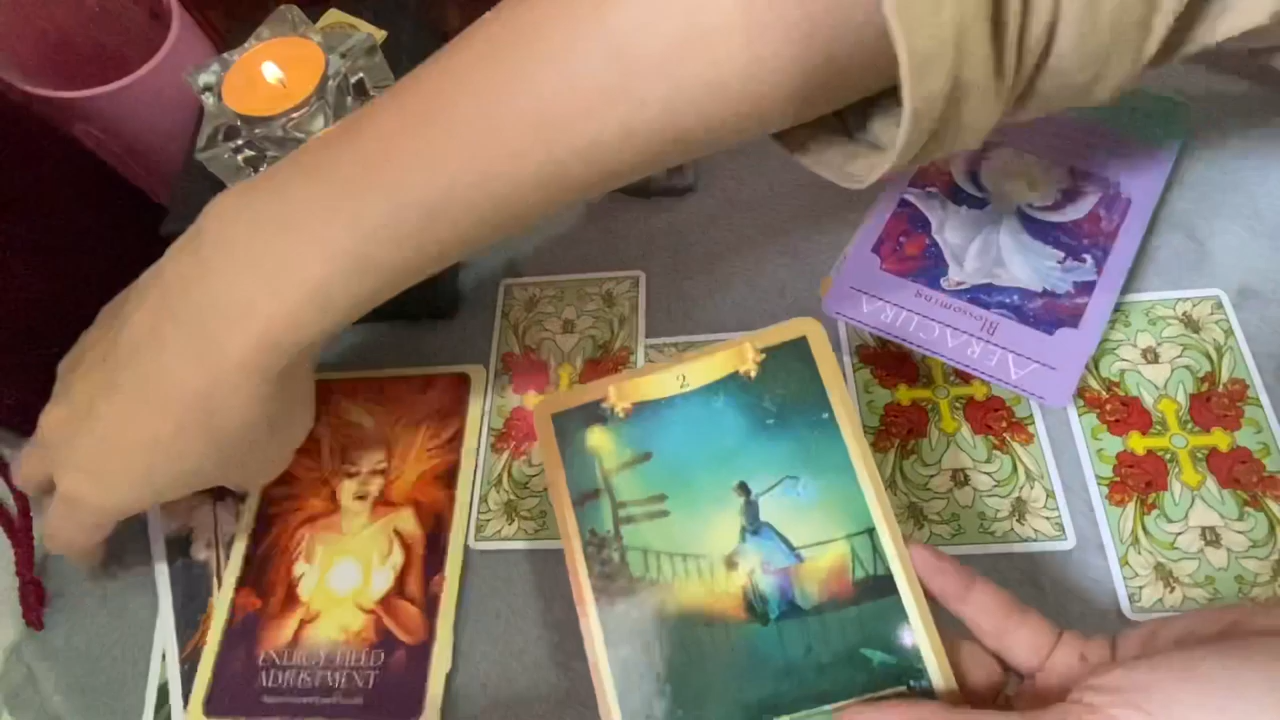 2
ENERGY FIELD
ADJUSTMENT
AERACURA
Blossoming